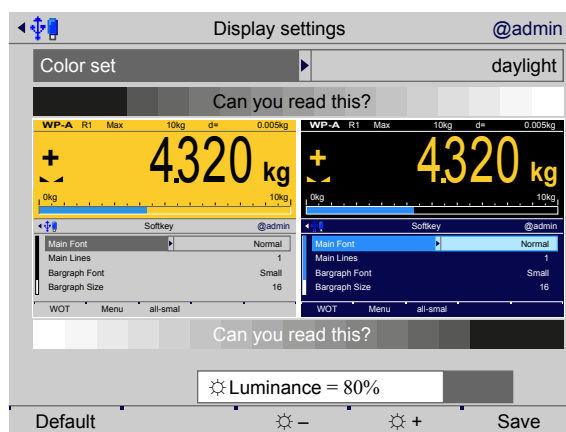 Display settings @admin
Color set daylight
Can you read this?
WP-A R1 Max 10kg d= 0.005kg
+ 4.320 kg
0kg 10kg
Softkey @admin
Main Font Normal
Main Lines 1
Bargraph Font Small
Bargraph Size 16
WOT Menu all-smal
WP-A R1 Max 10kg d= 0.005kg
+ 4.320 kg
0kg 10kg
Softkey @admin
Main Font Normal
Main Lines 1
Bargraph Font Small
Bargraph Size 16
WOT Menu all-smal
Can you read this?
☼Luminance = 80%
Default ☼ – ☼ + Save